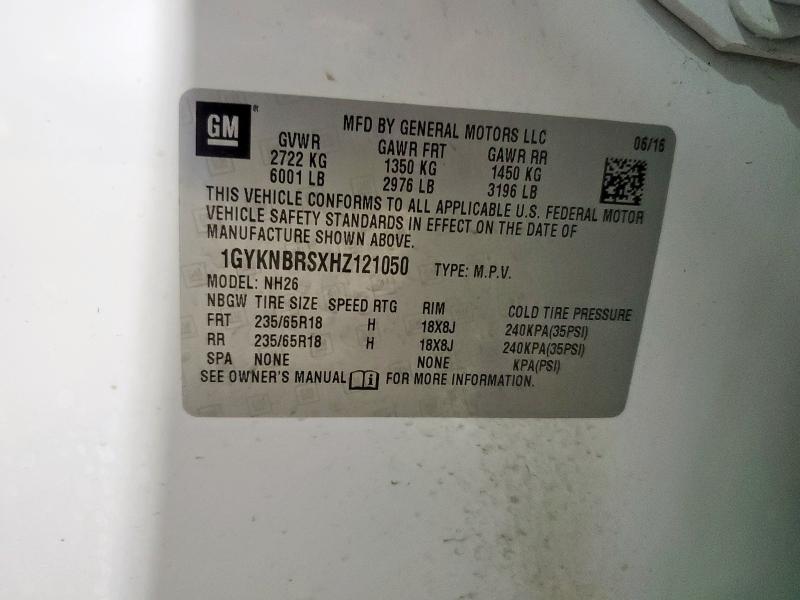 GM ®
MFD BY GENERAL MOTORS LLC 06/16
GVWR GAWR FRT GAWR RR
2722 KG 1350 KG 1450 KG
6001 LB 2976 LB 3196 LB
THIS VEHICLE CONFORMS TO ALL APPLICABLE U.S. FEDERAL MOTOR
VEHICLE SAFETY STANDARDS IN EFFECT ON THE DATE OF
MANUFACTURE SHOWN ABOVE.
1GYKNBRSXHZ121050 TYPE: M.P.V.
MODEL: NH26
NBGW TIRE SIZE SPEED RTG RIM COLD TIRE PRESSURE
FRT 235/65R18 H 18X8J 240KPA(35PSI)
RR 235/65R18 H 18X8J 240KPA(35PSI)
SPA NONE NONE KPA(PSI)
SEE OWNER'S MANUAL FOR MORE INFORMATION.